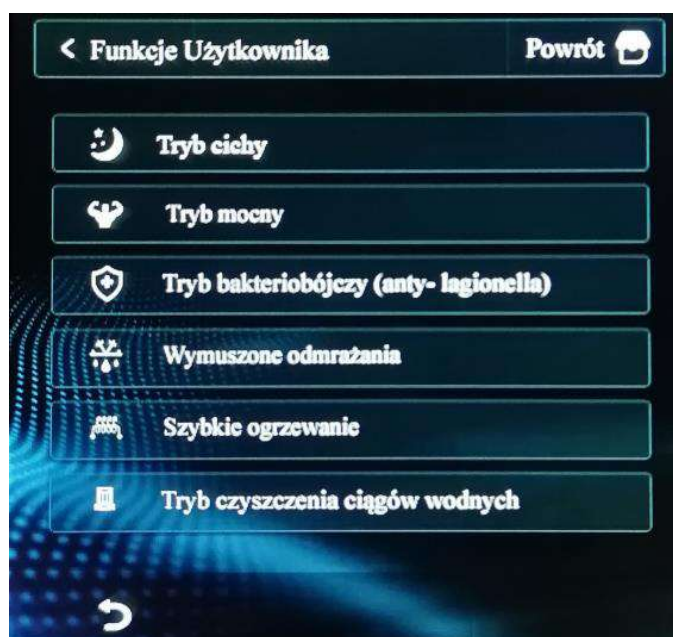 < Funkcje Użytkownika
Powrót
Tryb cichy
Tryb mocny
Tryb bakteriobójczy (anty- lagionella)
Wymuszone odmrażania
Szybkie ogrzewanie
Tryb czyszczenia ciągów wodnych